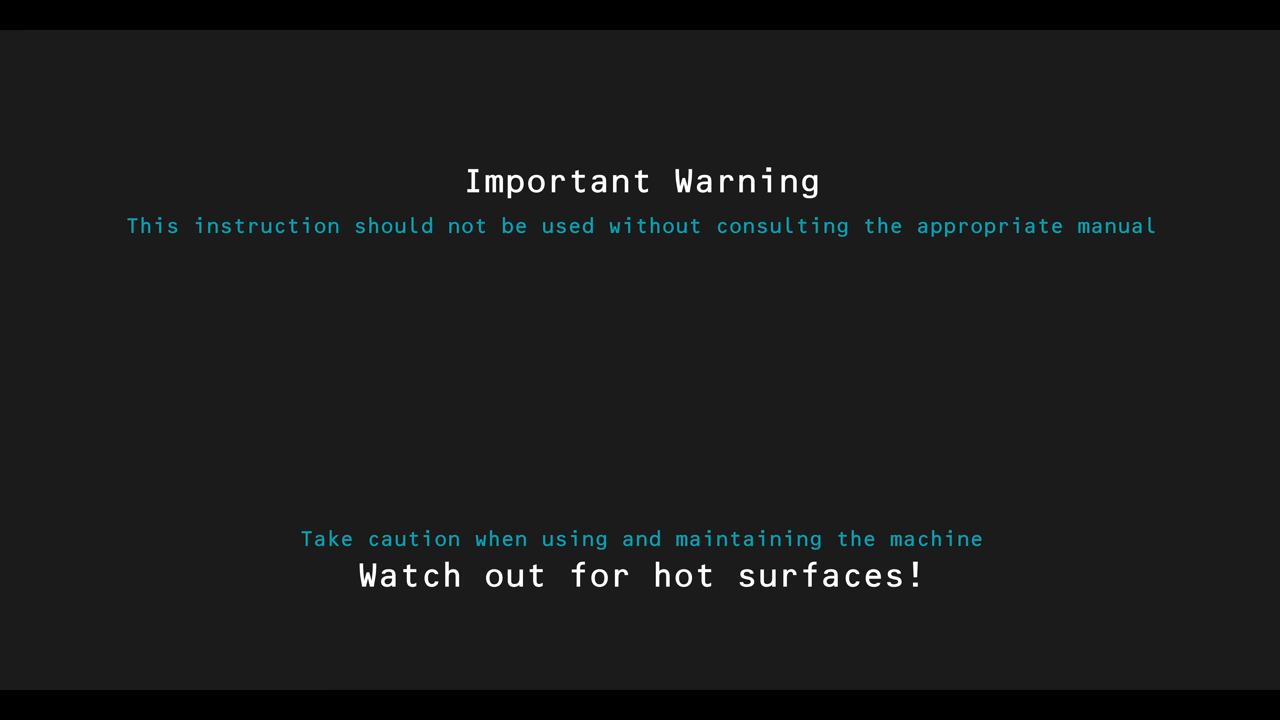 Important Warning
This instruction should not be used without consulting the appropriate manual
Take caution when using and maintaining the machine
Watch out for hot surfaces!